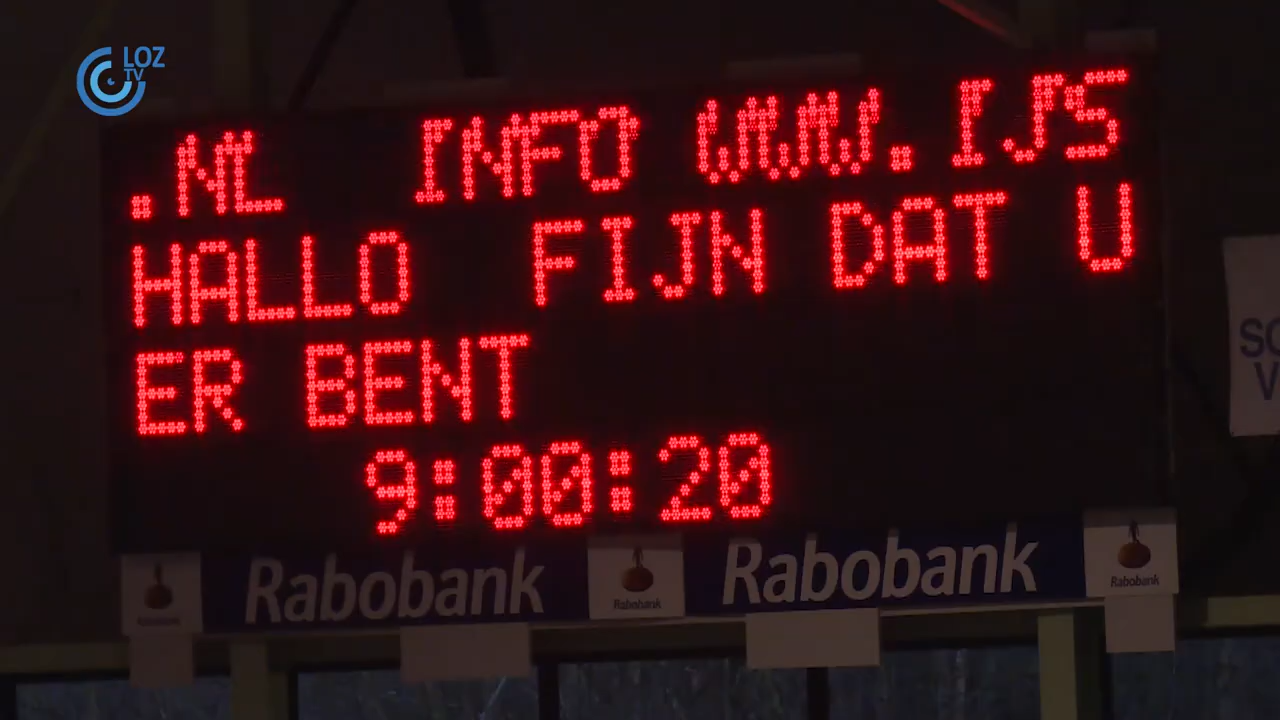 LOZ
TV
.NL INFO WWW.IJS
HALLO FIJN DAT U
ER BENT
9:00:20
Rabobank Rabobank
Rabobank Rabobank Rabobank